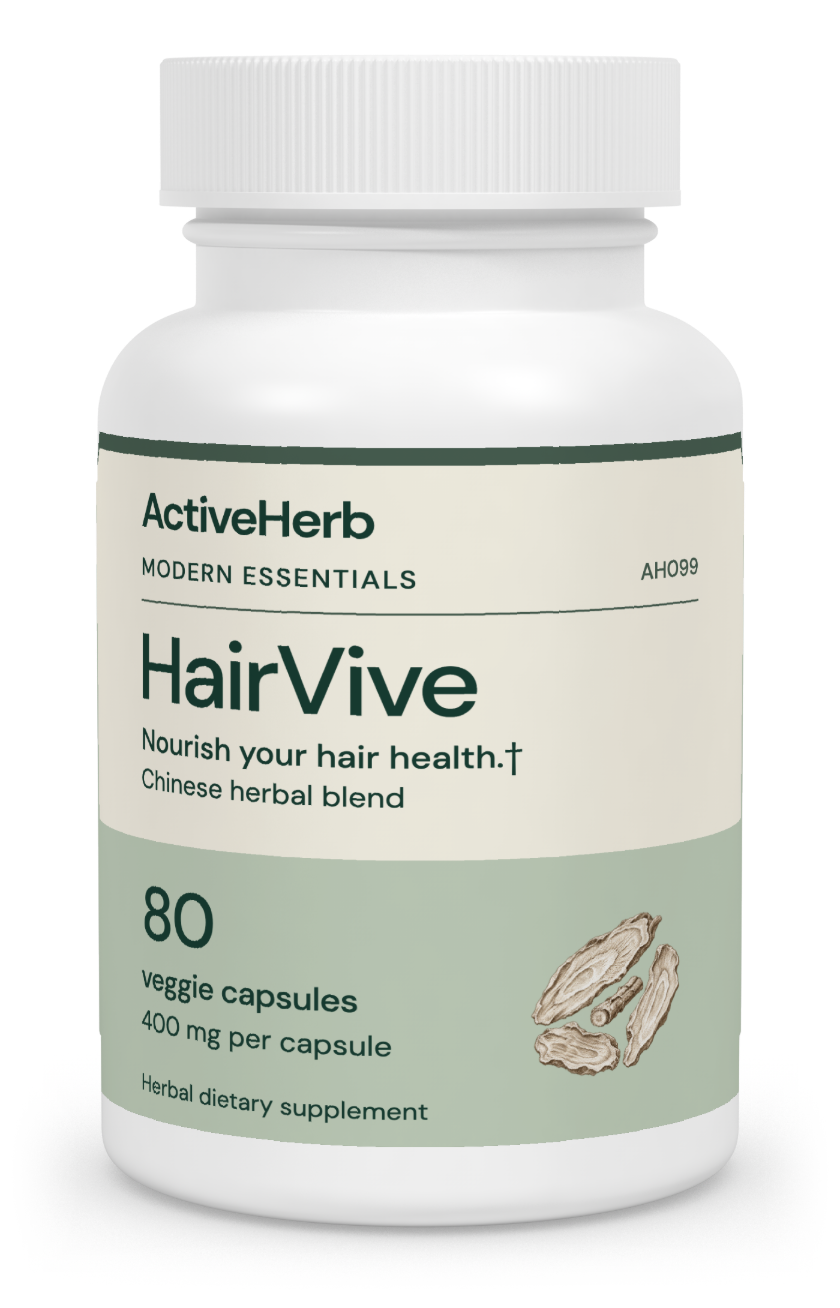 ActiveHerb
MODERN ESSENTIALS
AH099
HairVive
Nourish your hair health.†
Chinese herbal blend
80
veggie capsules
400 mg per capsule
Herbal dietary supplement